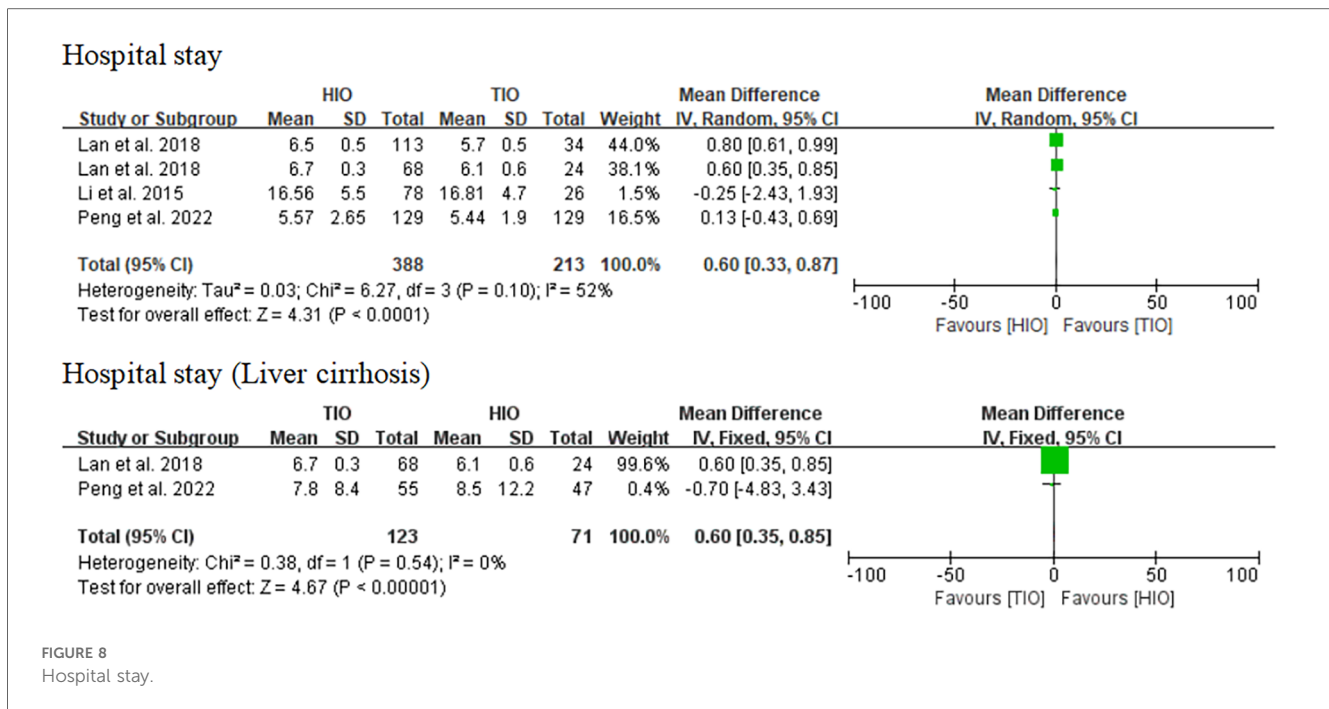 Hospital stay
HIO TIO Mean Difference Mean Difference
Study or Subgroup Mean SD Total Mean SD Total Weight IV, Random, 95% CI IV, Random, 95% CI
Lan et al. 2018 6.5 0.5 113 5.7 0.5 34 44.0% 0.80 [0.61, 0.99]
Lan et al. 2018 6.7 0.3 68 6.1 0.6 24 38.1% 0.60 [0.35, 0.85]
Li et al. 2015 16.56 5.5 78 16.81 4.7 26 1.5% -0.25 [-2.43, 1.93]
Peng et al. 2022 5.57 2.65 129 5.44 1.9 129 16.5% 0.13 [-0.43, 0.69]
Total (95% CI) 388 213 100.0% 0.60 [0.33, 0.87]
Heterogeneity: Tau² = 0.03; Chi² = 6.27, df = 3 (P = 0.10); I² = 52%
Test for overall effect: Z = 4.31 (P < 0.0001)
-100 -50 0 50 100
Favours [HIO] Favours [TIO]
Hospital stay (Liver cirrhosis)
TIO HIO Mean Difference Mean Difference
Study or Subgroup Mean SD Total Mean SD Total Weight IV, Fixed, 95% CI IV, Fixed, 95% CI
Lan et al. 2018 6.7 0.3 68 6.1 0.6 24 99.6% 0.60 [0.35, 0.85]
Peng et al. 2022 7.8 8.4 55 8.5 12.2 47 0.4% -0.70 [-4.83, 3.43]
Total (95% CI) 123 71 100.0% 0.60 [0.35, 0.85]
Heterogeneity: Chi² = 0.38, df = 1 (P = 0.54); I² = 0%
Test for overall effect: Z = 4.67 (P < 0.00001)
-100 -50 0 50 100
Favours [TIO] Favours [HIO]
FIGURE 8
Hospital stay.